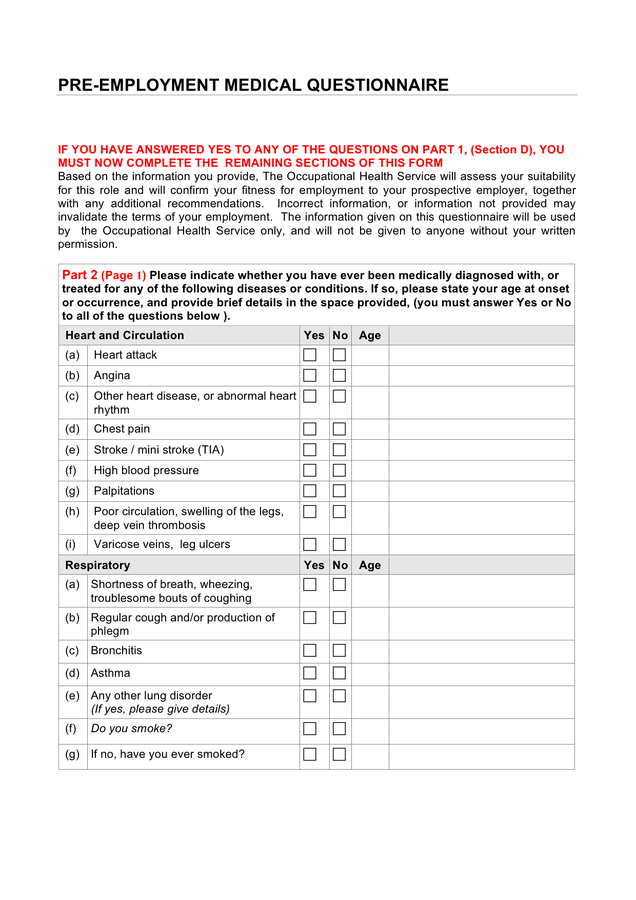 PRE-EMPLOYMENT MEDICAL QUESTIONNAIRE
IF YOU HAVE ANSWERED YES TO ANY OF THE QUESTIONS ON PART 1, (Section D), YOU
MUST NOW COMPLETE THE REMAINING SECTIONS OF THIS FORM
Based on the information you provide, The Occupational Health Service will assess your suitability
for this role and will confirm your fitness for employment to your prospective employer, together
with any additional recommendations. Incorrect information, or information not provided may
invalidate the terms of your employment. The information given on this questionnaire will be used
by the Occupational Health Service only, and will not be given to anyone without your written
permission.
Part 2 (Page 1) Please indicate whether you have ever been medically diagnosed with, or
treated for any of the following diseases or conditions. If so, please state your age at onset
or occurrence, and provide brief details in the space provided, (you must answer Yes or No
to all of the questions below ).
Heart and Circulation Yes No Age
(a) Heart attack
(b) Angina
(c) Other heart disease, or abnormal heart
rhythm
(d) Chest pain
(e) Stroke / mini stroke (TIA)
(f) High blood pressure
(g) Palpitations
(h) Poor circulation, swelling of the legs,
deep vein thrombosis
(i) Varicose veins, leg ulcers
Respiratory Yes No Age
(a) Shortness of breath, wheezing,
troublesome bouts of coughing
(b) Regular cough and/or production of
phlegm
(c) Bronchitis
(d) Asthma
(e) Any other lung disorder
(If yes, please give details)
(f) Do you smoke?
(g) If no, have you ever smoked?